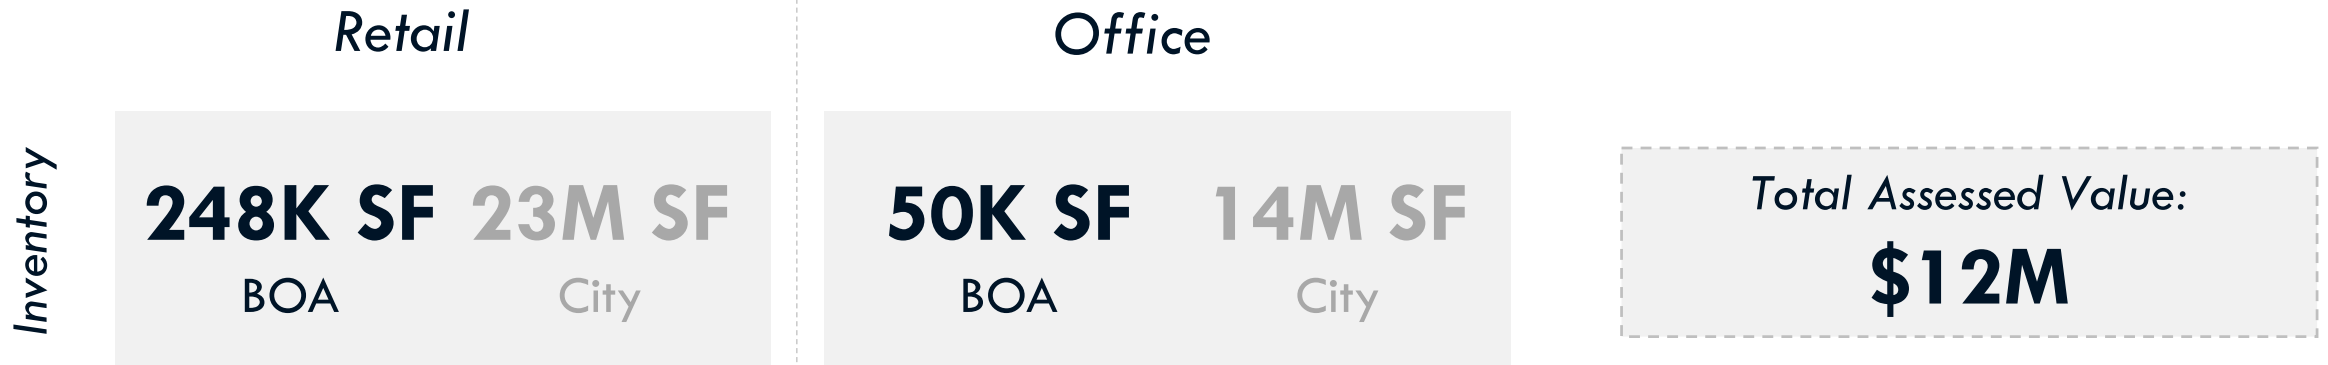 Retail
Office
Inventory
248K SF 23M SF
BOA City
50K SF 14M SF
BOA City
Total Assessed Value:
$12M